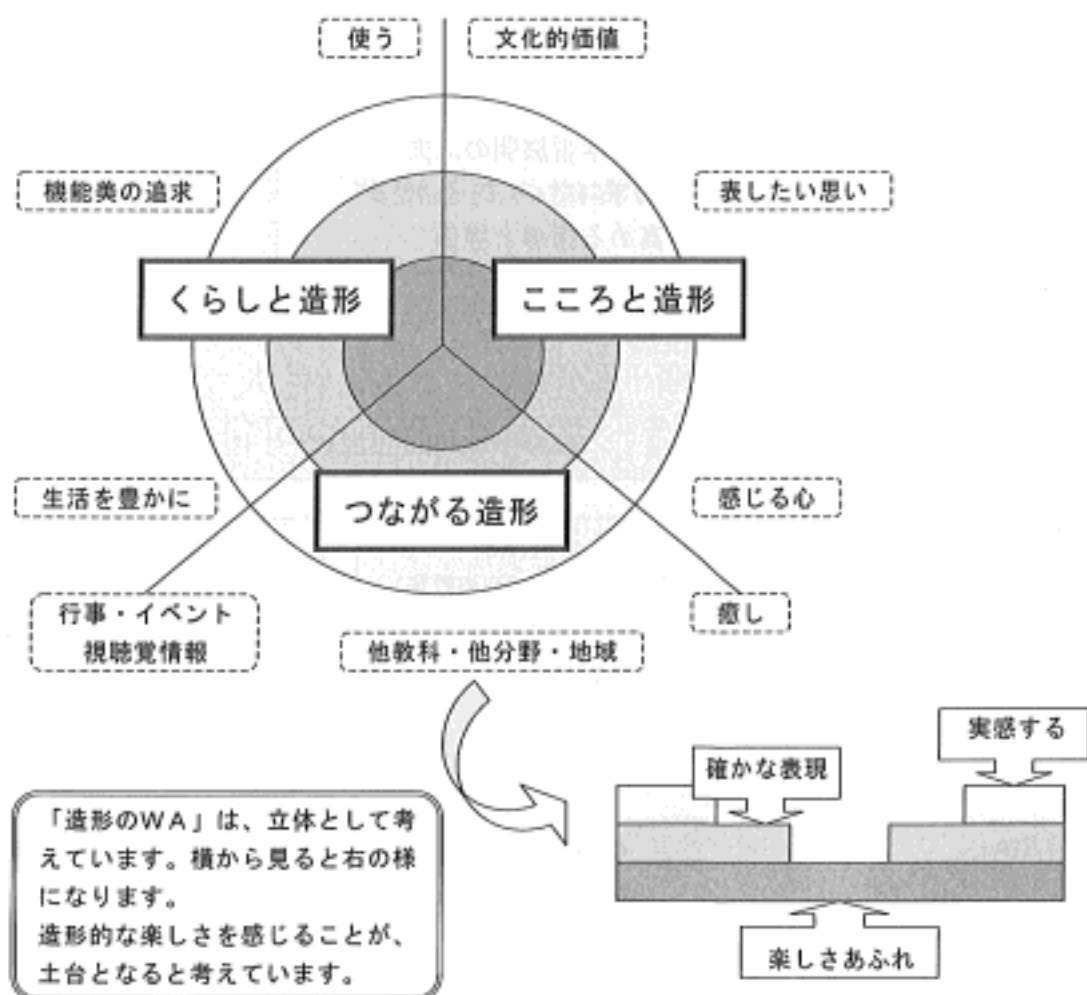 使う
文化的価値
機能美の追求
表したい思い
くらしと造形
こころと造形
生活を豊かに
つながる造形
感じる心
行事・イベント
視聴覚情報
癒し
他教科・他分野・地域
実感する
確かな表現
「造形のＷＡ」は、立体として考
えています。横から見ると右の様
になります。
造形的な楽しさを感じることが、
土台となると考えています。
楽しさあふれ